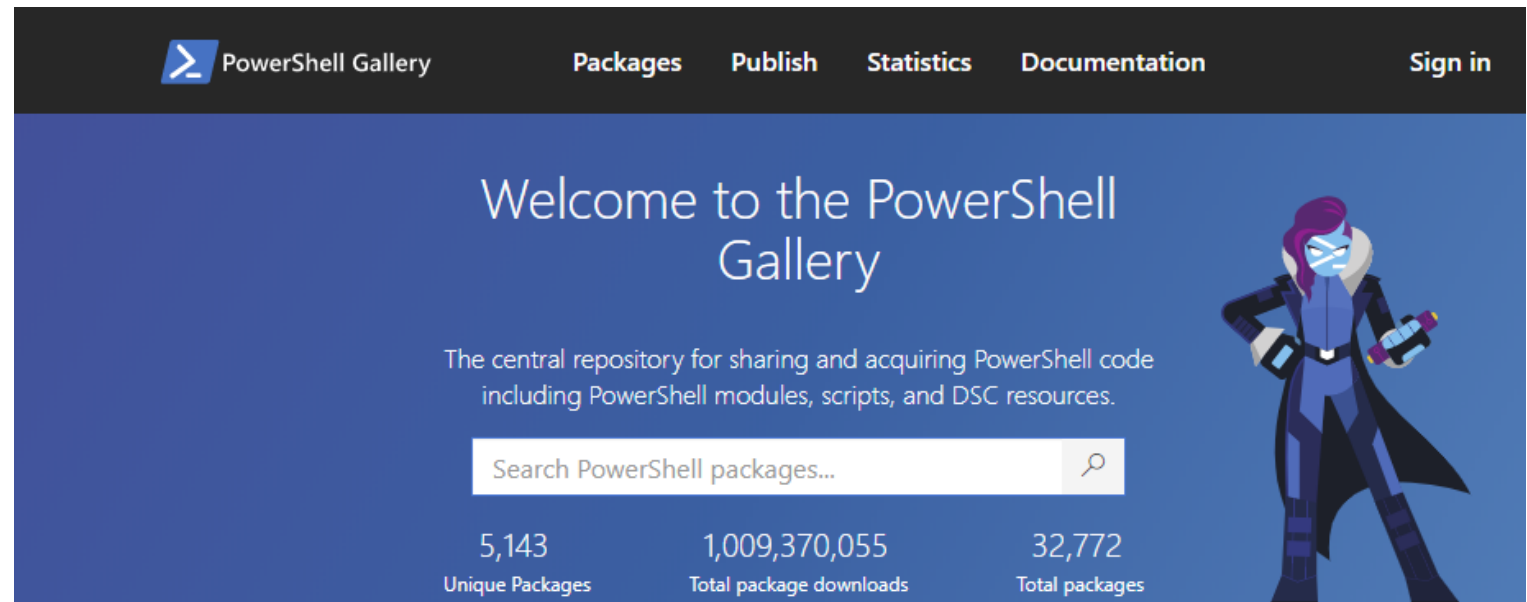 PowerShell Gallery Packages Publish Statistics Documentation Sign in
Welcome to the PowerShell
Gallery
The central repository for sharing and acquiring PowerShell code
including PowerShell modules, scripts, and DSC resources.
Search PowerShell packages...
5,143 1,009,370,055 32,772
Unique Packages Total package downloads Total packages